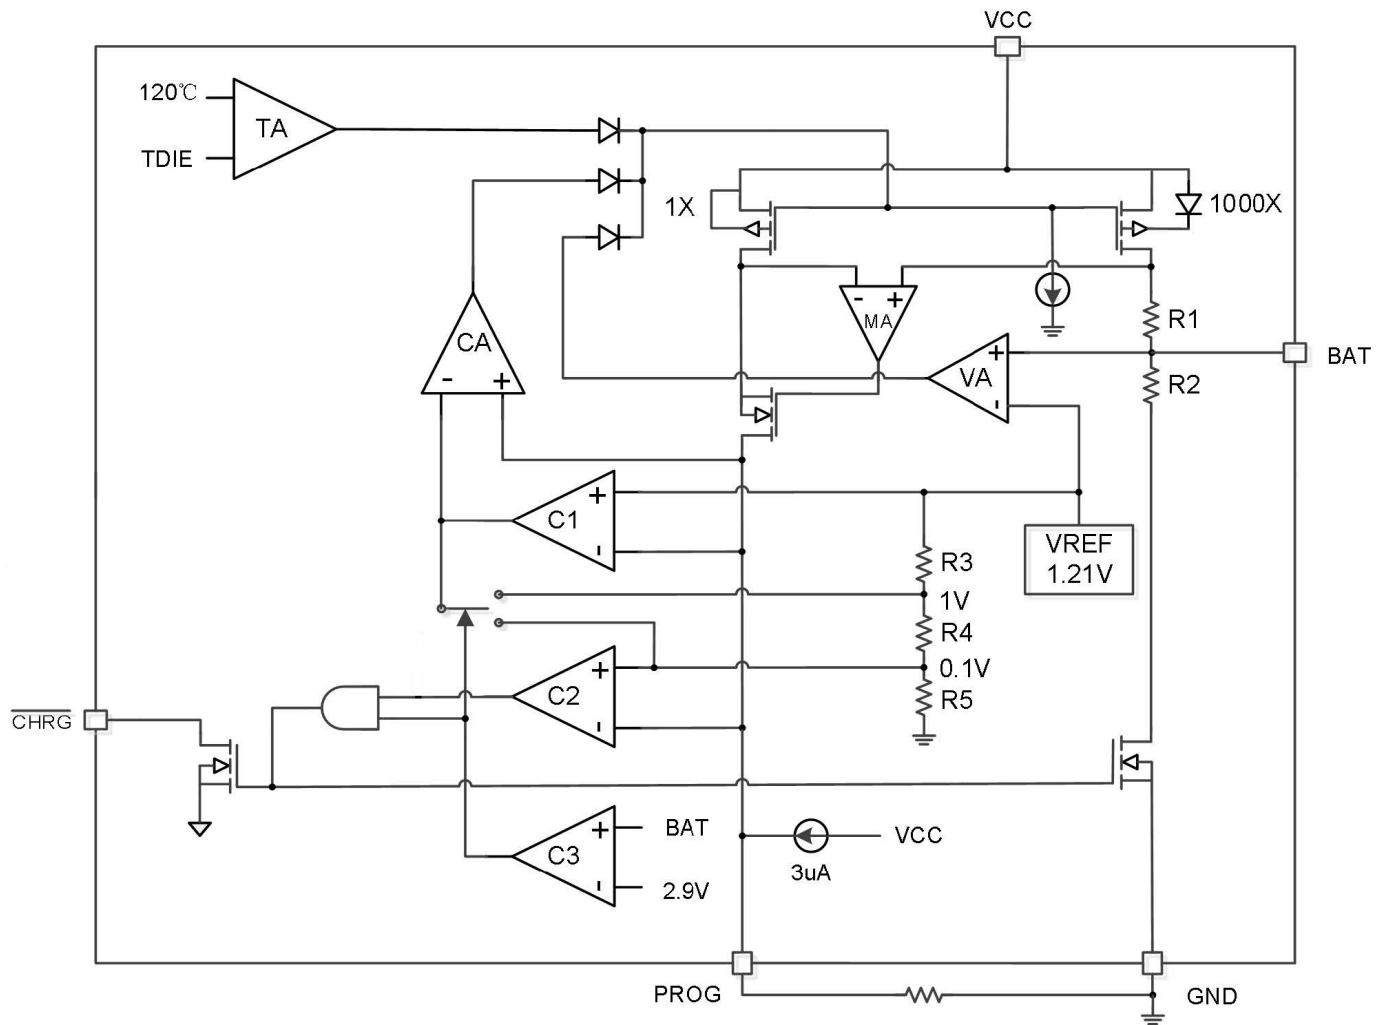 VCC
120℃
TA
TDIE
1X
1000X
- +
MA
R1
CA
- +
+
VA
-
BAT
R2
+
C1
-
VREF
1.21V
R3
1V
R4
0.1V
R5
+
C2
-
CHRG
+
C3
-
BAT
2.9V
VCC
3uA
PROG
GND